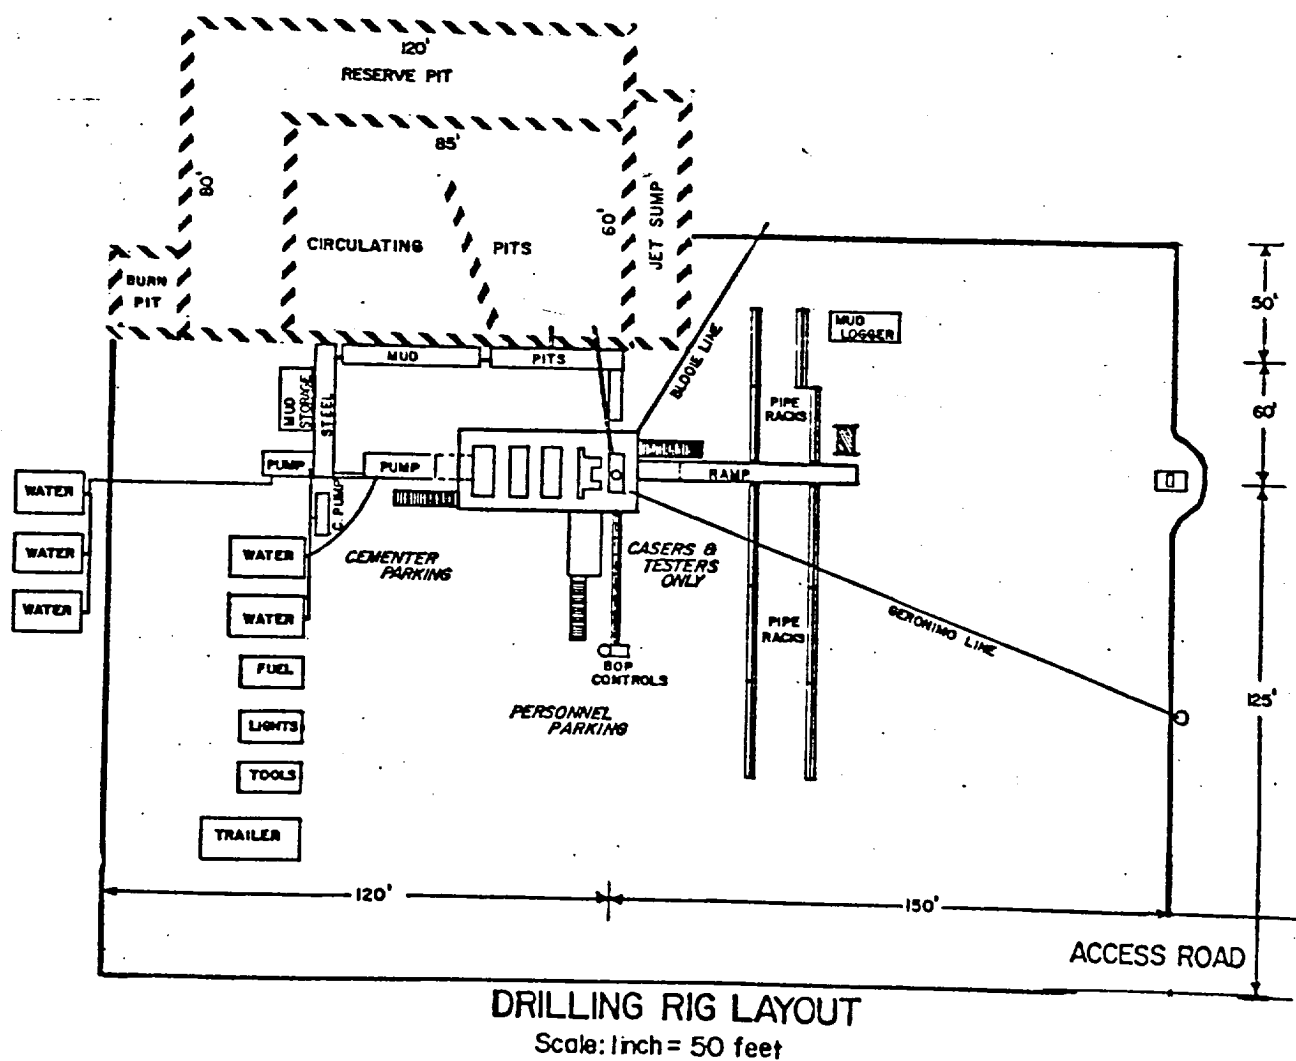 120'
RESERVE PIT
85'
80'
60'
JET SUMP
CIRCULATING PITS
BURN
PIT
50'
MUD
LOGGER
BLOOIE LINE
MUD
PITS
MUD
STORAGE
STEEL
PIPE
RACKS
60'
PUMP
PUMP
RAMP
WATER
C. PUMP
WATER
WATER
CEMENTER
PARKING
CASERS &
TESTERS
ONLY
WATER
WATER
GERONIMO LINE
PIPE
RACKS
FUEL
BOP
CONTROLS
125'
LIGHTS
PERSONNEL
PARKING
TOOLS
TRAILER
120'
150'
ACCESS ROAD
DRILLING RIG LAYOUT
Scale: 1inch = 50 feet